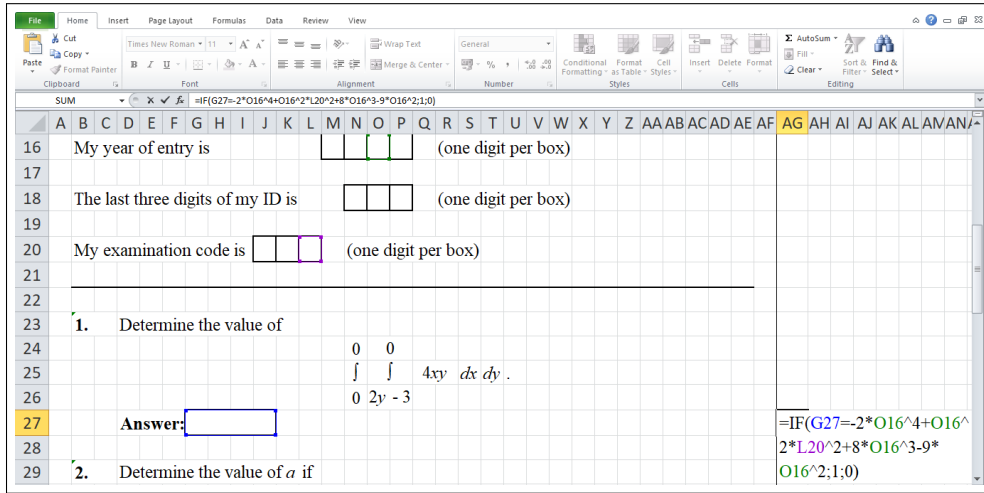 File Home Insert Page Layout Formulas Data Review View
Cut
Copy
Format Painter
Paste
Clipboard
Times New Roman 11 A A
B I U A
Font
Wrap Text
Merge & Center
Alignment
General
% ,
Number
Conditional Formatting
Format as Table
Cell Styles
Styles
Insert Delete Format
Cells
Σ AutoSum
Fill
Clear
Sort & Filter
Find & Select
Editing
SUM fx =IF(G27=-2*O16^4+O16^2*L20^2+8*O16^3-9*O16^2;1;0)
A B C D E F G H I J K L M N O P Q R S T U V W X Y Z AA AB AC AD AE AF AG AH AI AJ AK AL AM AN
16 My year of entry is (one digit per box)
17
18 The last three digits of my ID is (one digit per box)
19
20 My examination code is (one digit per box)
21
22
23 1. Determine the value of
24 0 0
25 ∫ ∫ 4xy dx dy .
26 0 2y - 3
27 Answer: =IF(G27=-2*O16^4+O16^
28 2*L20^2+8*O16^3-9*
29 2. Determine the value of a if O16^2;1;0)